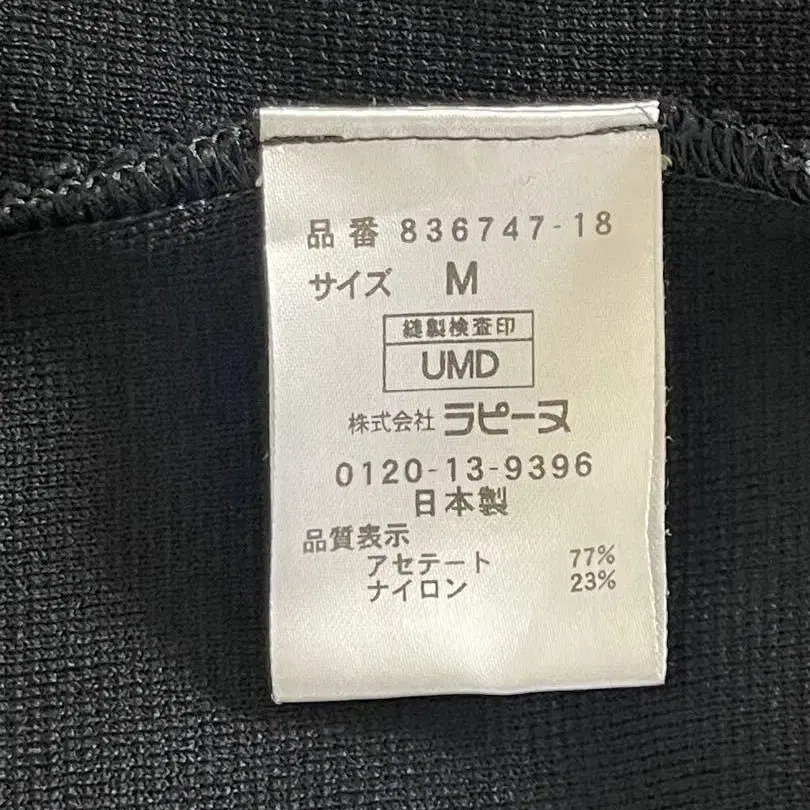 品番 836747-18
サイズ M
縫製検査印
UMD
株式会社 ラピーヌ
0120-13-9396
日本製
品質表示
アセテート 77%
ナイロン 23%